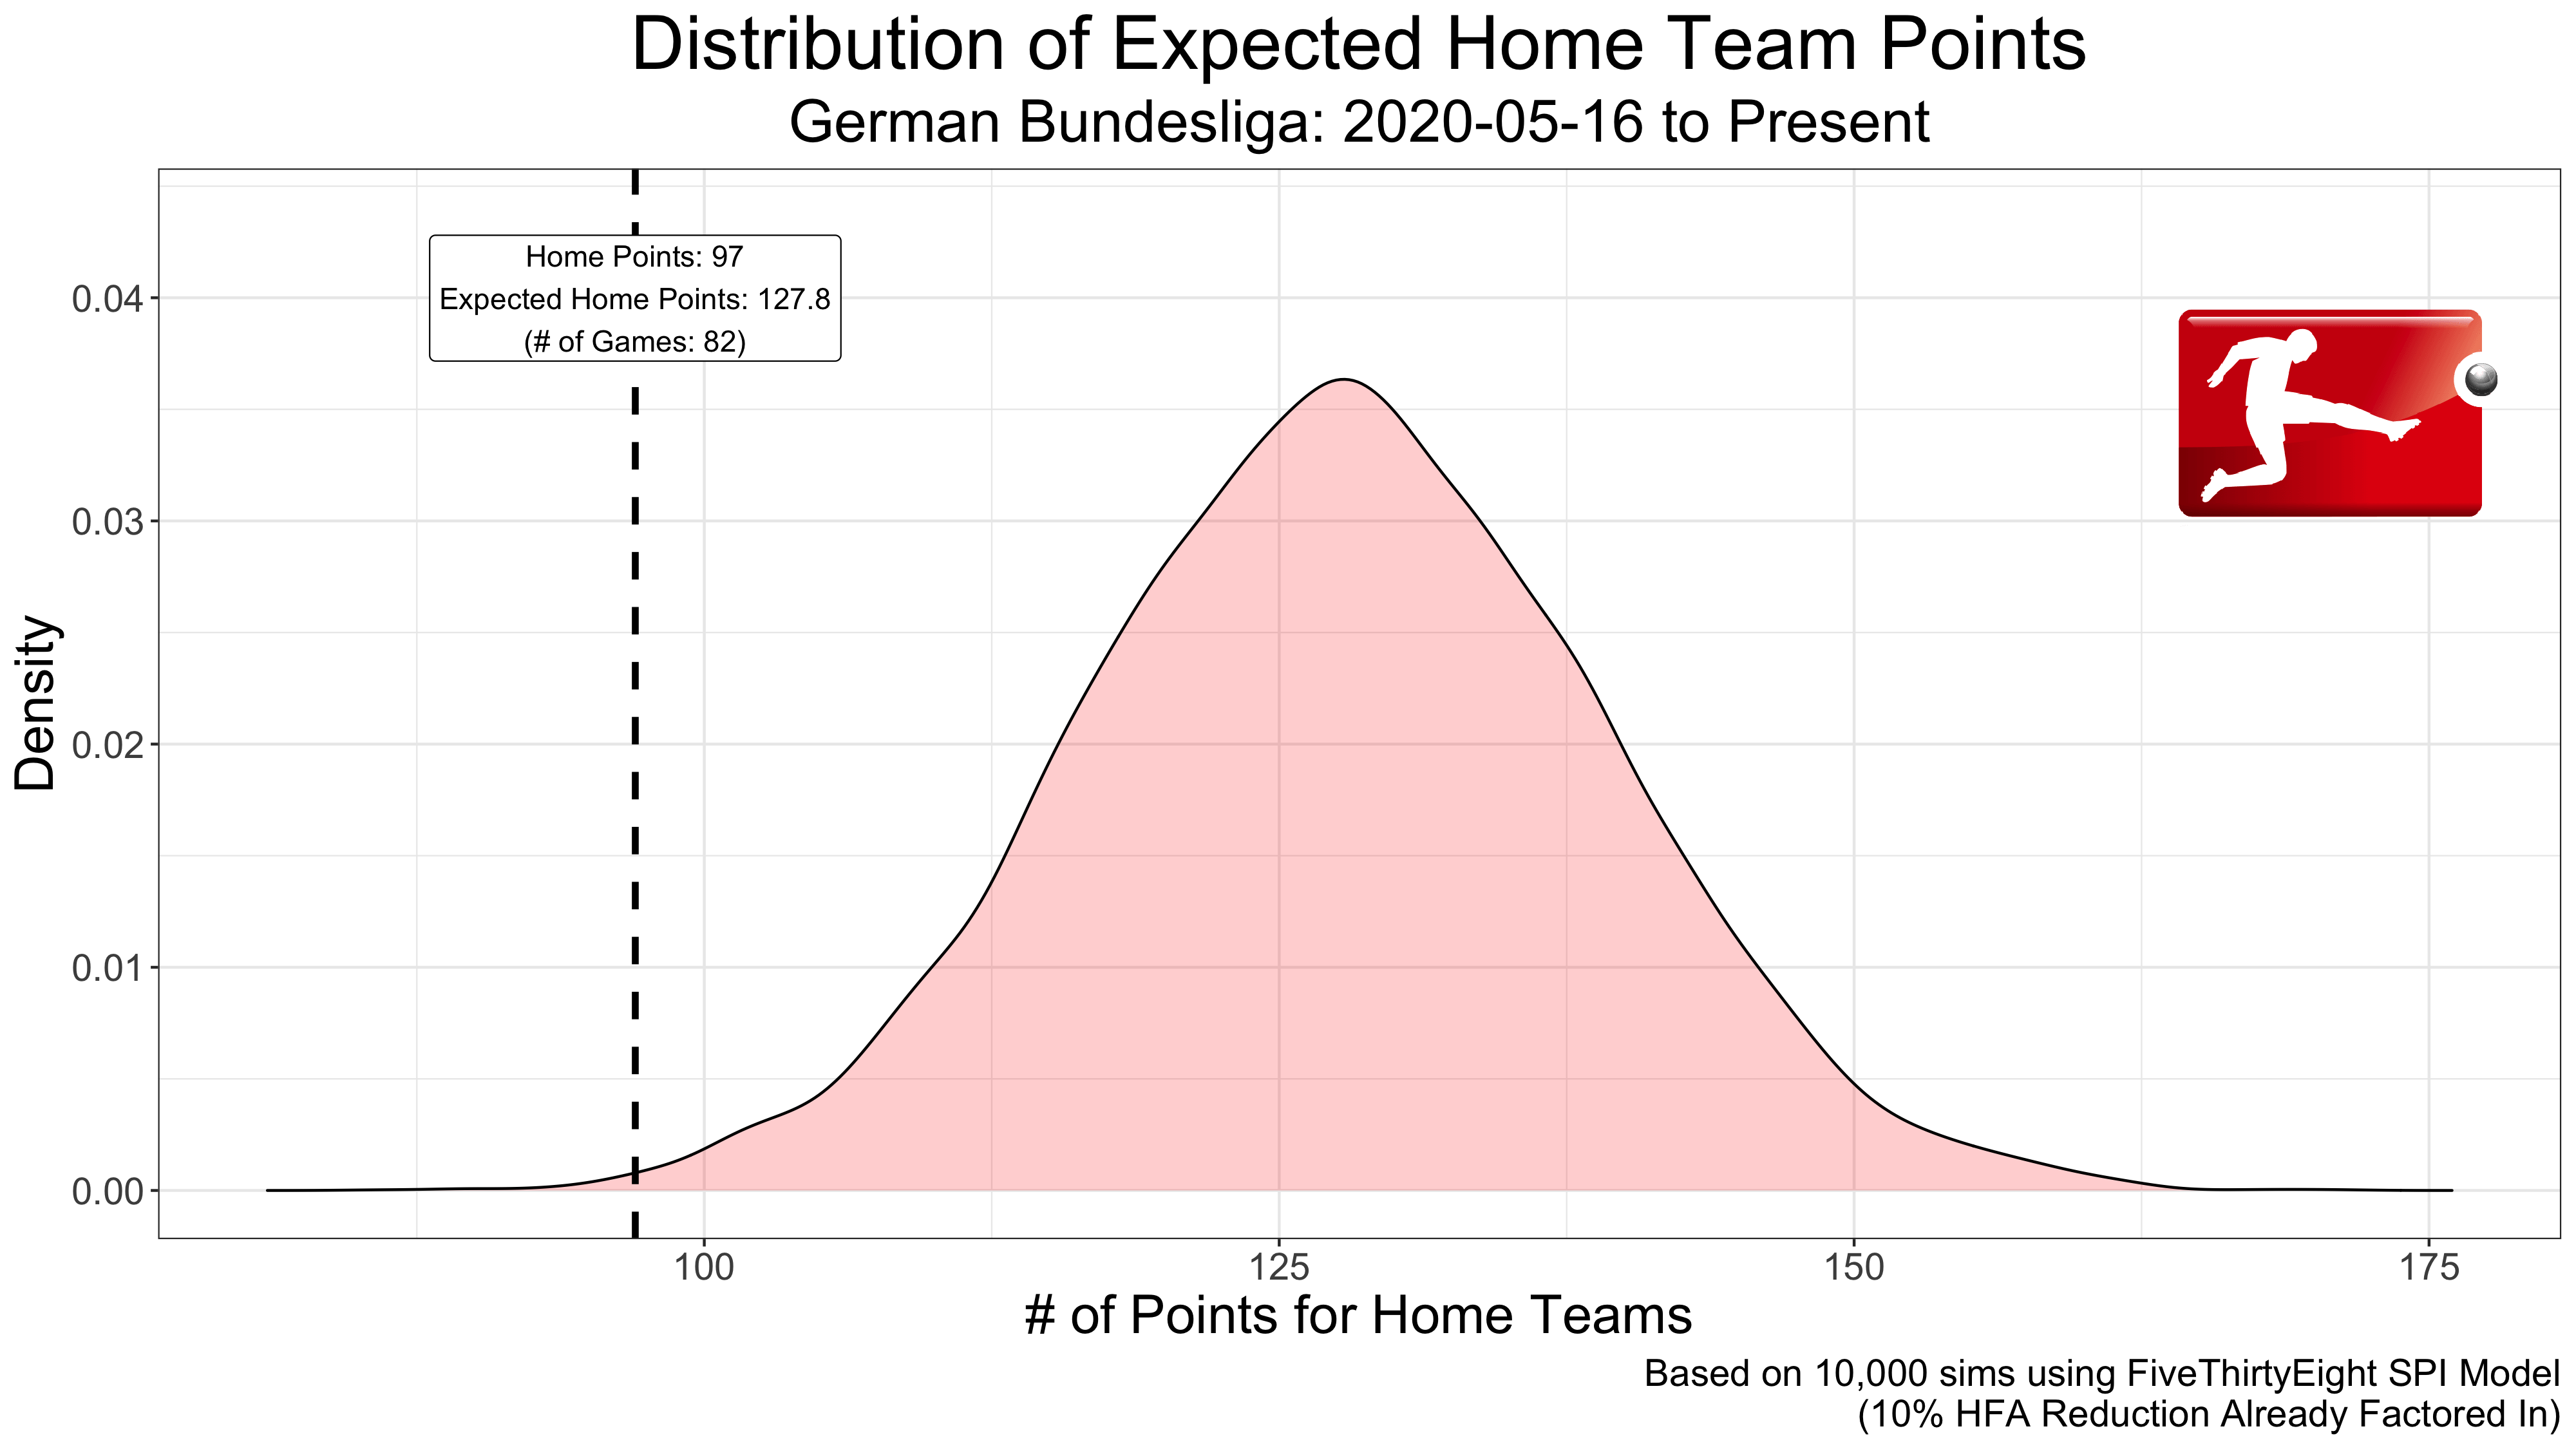 Distribution of Expected Home Team Points
German Bundesliga: 2020-05-16 to Present
Home Points: 97
Expected Home Points: 127.8
(# of Games: 82)
Density
0.04
0.03
0.02
0.01
0.00
100
125
150
175
# of Points for Home Teams
Based on 10,000 sims using FiveThirtyEight SPI Model
(10% HFA Reduction Already Factored In)